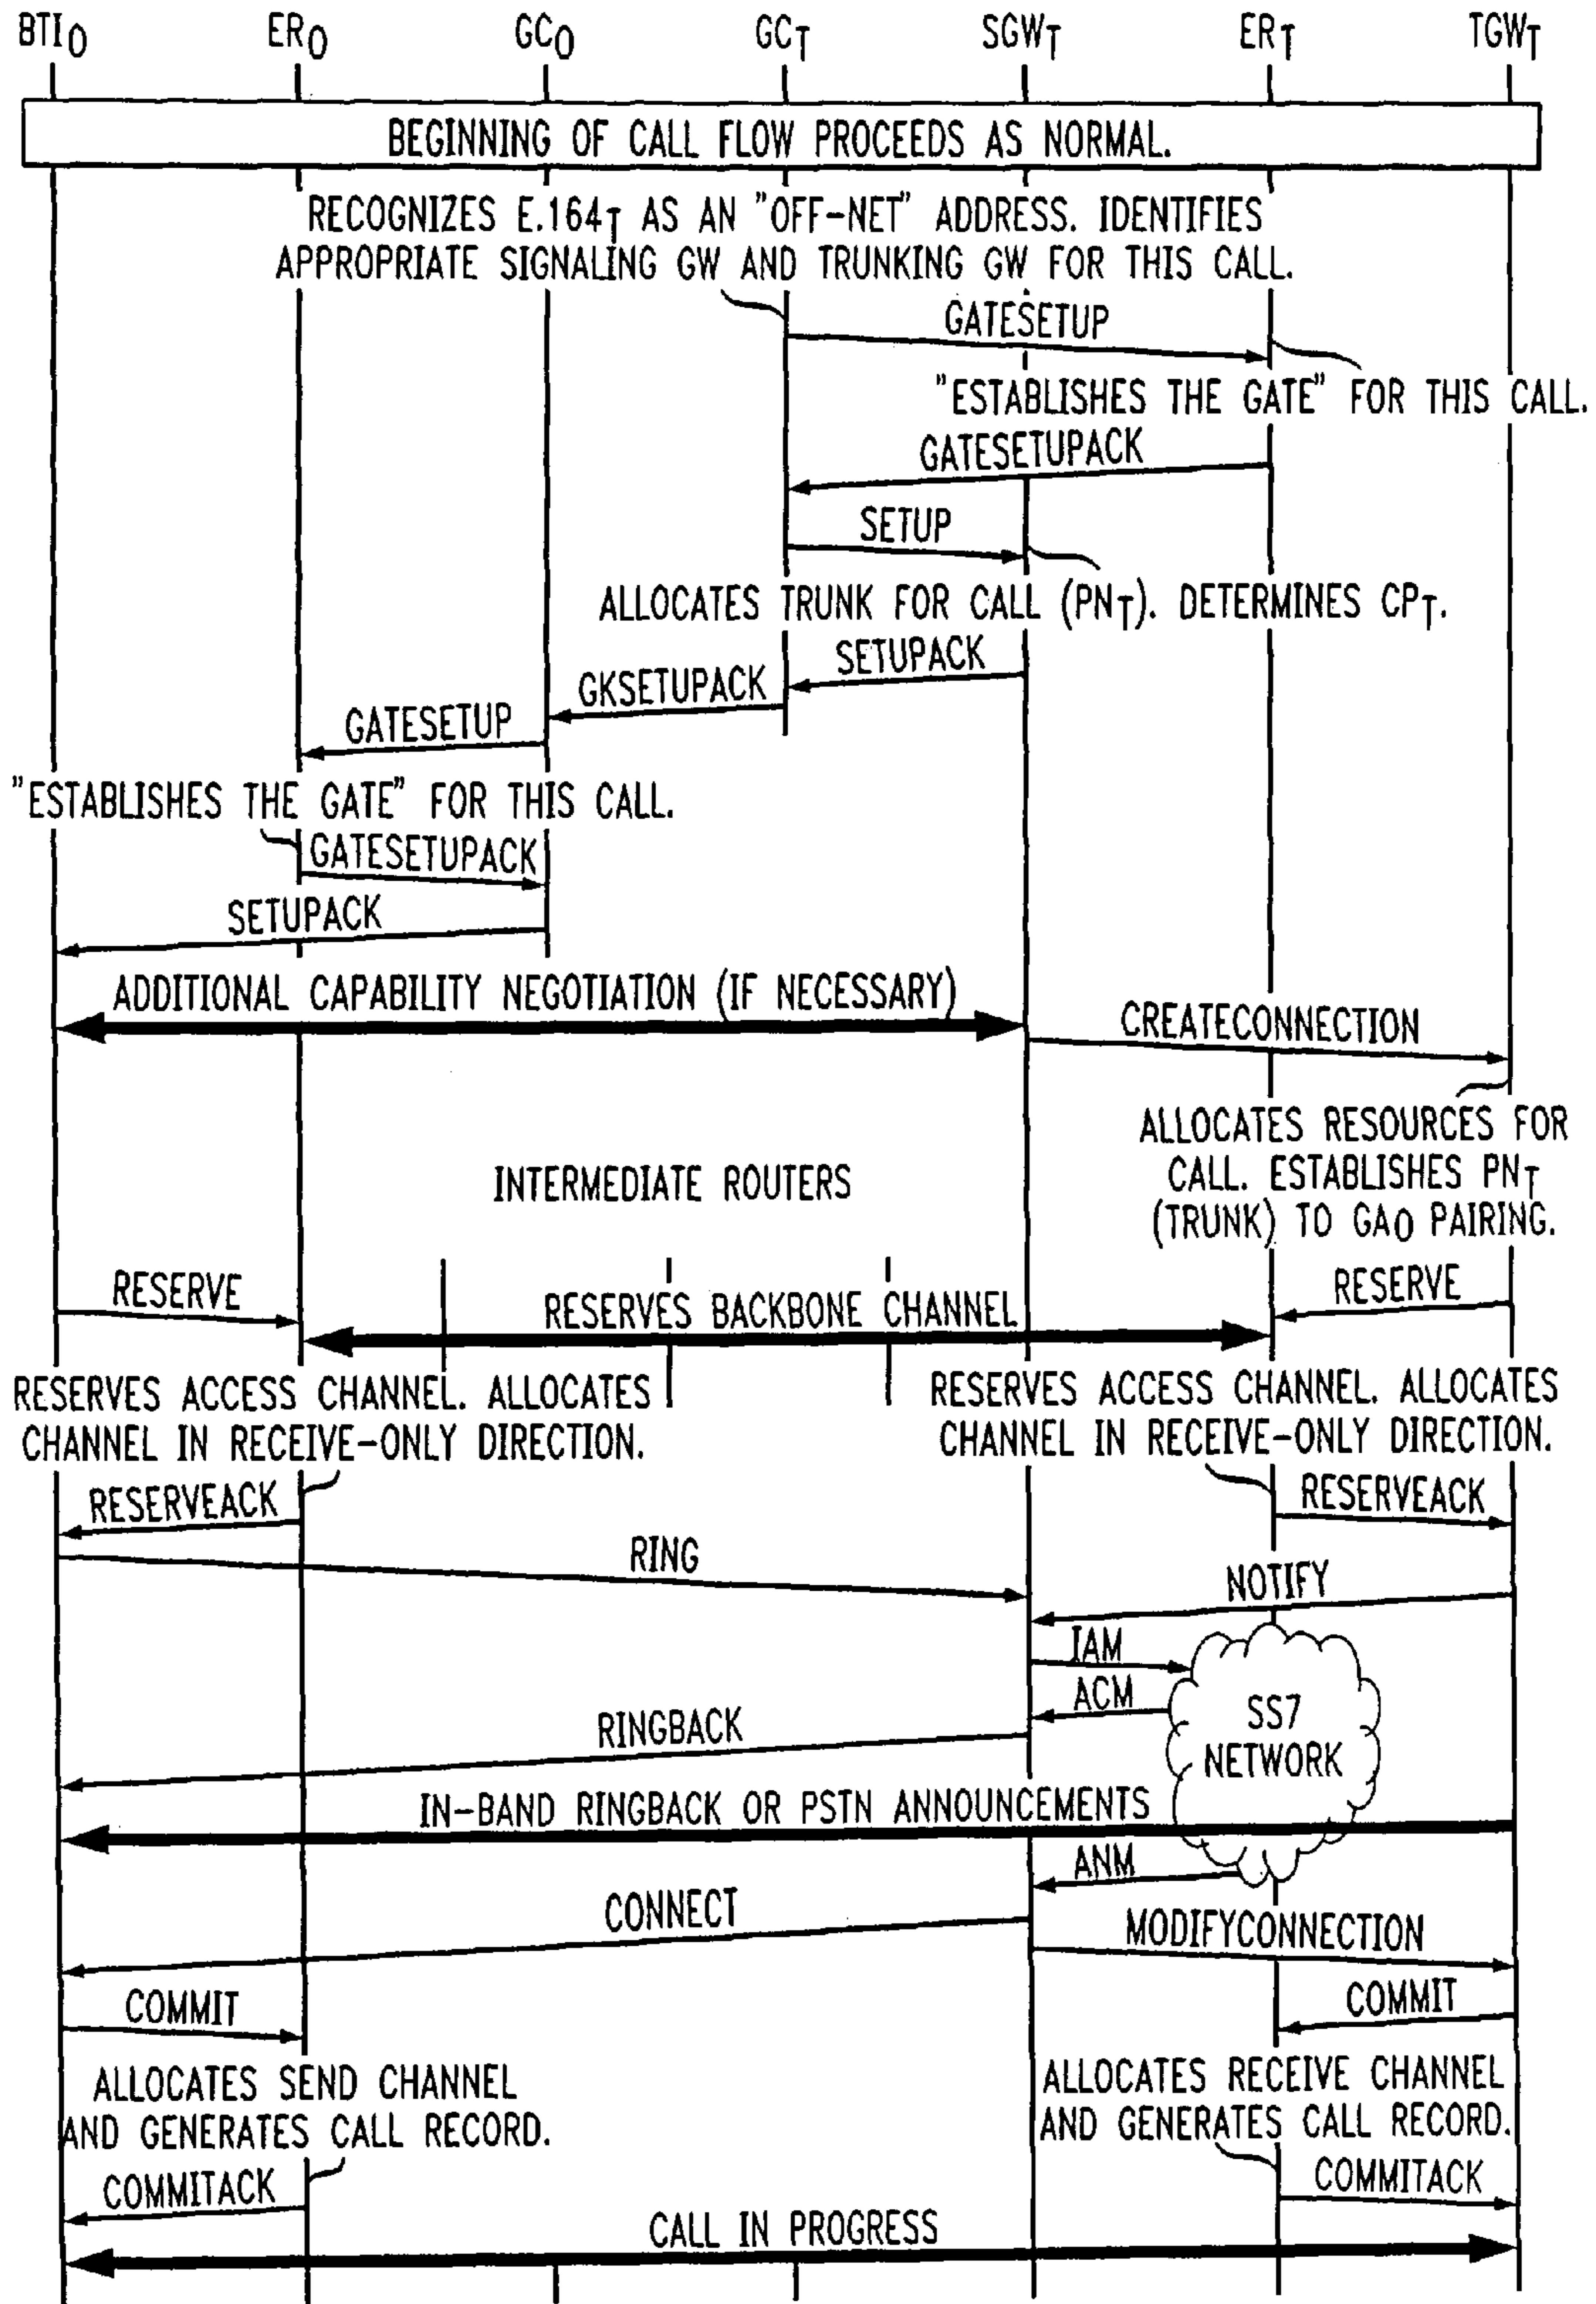 BTIO ERO GCO GCT SGWT ERT TGWT
BEGINNING OF CALL FLOW PROCEEDS AS NORMAL.
RECOGNIZES E.164T AS AN "OFF-NET" ADDRESS. IDENTIFIES
APPROPRIATE SIGNALING GW AND TRUNKING GW FOR THIS CALL.
GATESETUP
"ESTABLISHES THE GATE" FOR THIS CALL.
GATESETUPACK
SETUP
ALLOCATES TRUNK FOR CALL (PNT). DETERMINES CPT.
SETUPACK
GKSETUPACK
GATESETUP
"ESTABLISHES THE GATE" FOR THIS CALL.
GATESETUPACK
SETUPACK
ADDITIONAL CAPABILITY NEGOTIATION (IF NECESSARY)
CREATECONNECTION
ALLOCATES RESOURCES FOR
CALL. ESTABLISHES PNT
(TRUNK) TO GAO PAIRING.
INTERMEDIATE ROUTERS
RESERVE
RESERVE
RESERVES BACKBONE CHANNEL
RESERVES ACCESS CHANNEL. ALLOCATES
CHANNEL IN RECEIVE-ONLY DIRECTION.
RESERVES ACCESS CHANNEL. ALLOCATES
CHANNEL IN RECEIVE-ONLY DIRECTION.
RESERVEACK
RESERVEACK
RING
NOTIFY
IAM
ACM
SS7
NETWORK
RINGBACK
IN-BAND RINGBACK OR PSTN ANNOUNCEMENTS
ANM
CONNECT
MODIFYCONNECTION
COMMIT
COMMIT
ALLOCATES SEND CHANNEL
AND GENERATES CALL RECORD.
ALLOCATES RECEIVE CHANNEL
AND GENERATES CALL RECORD.
COMMITACK
COMMITACK
CALL IN PROGRESS